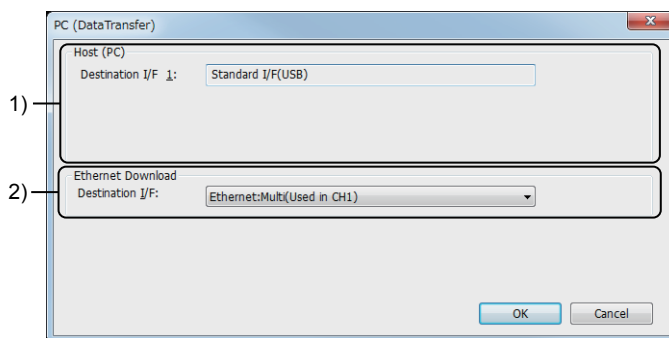 PC (DataTransfer)
x
Host (PC)
1)
Destination I/F 1:
Standard I/F(USB)
2)
Ethernet Download
Destination I/F:
Ethernet:Multi(Used in CH1)
OK
Cancel